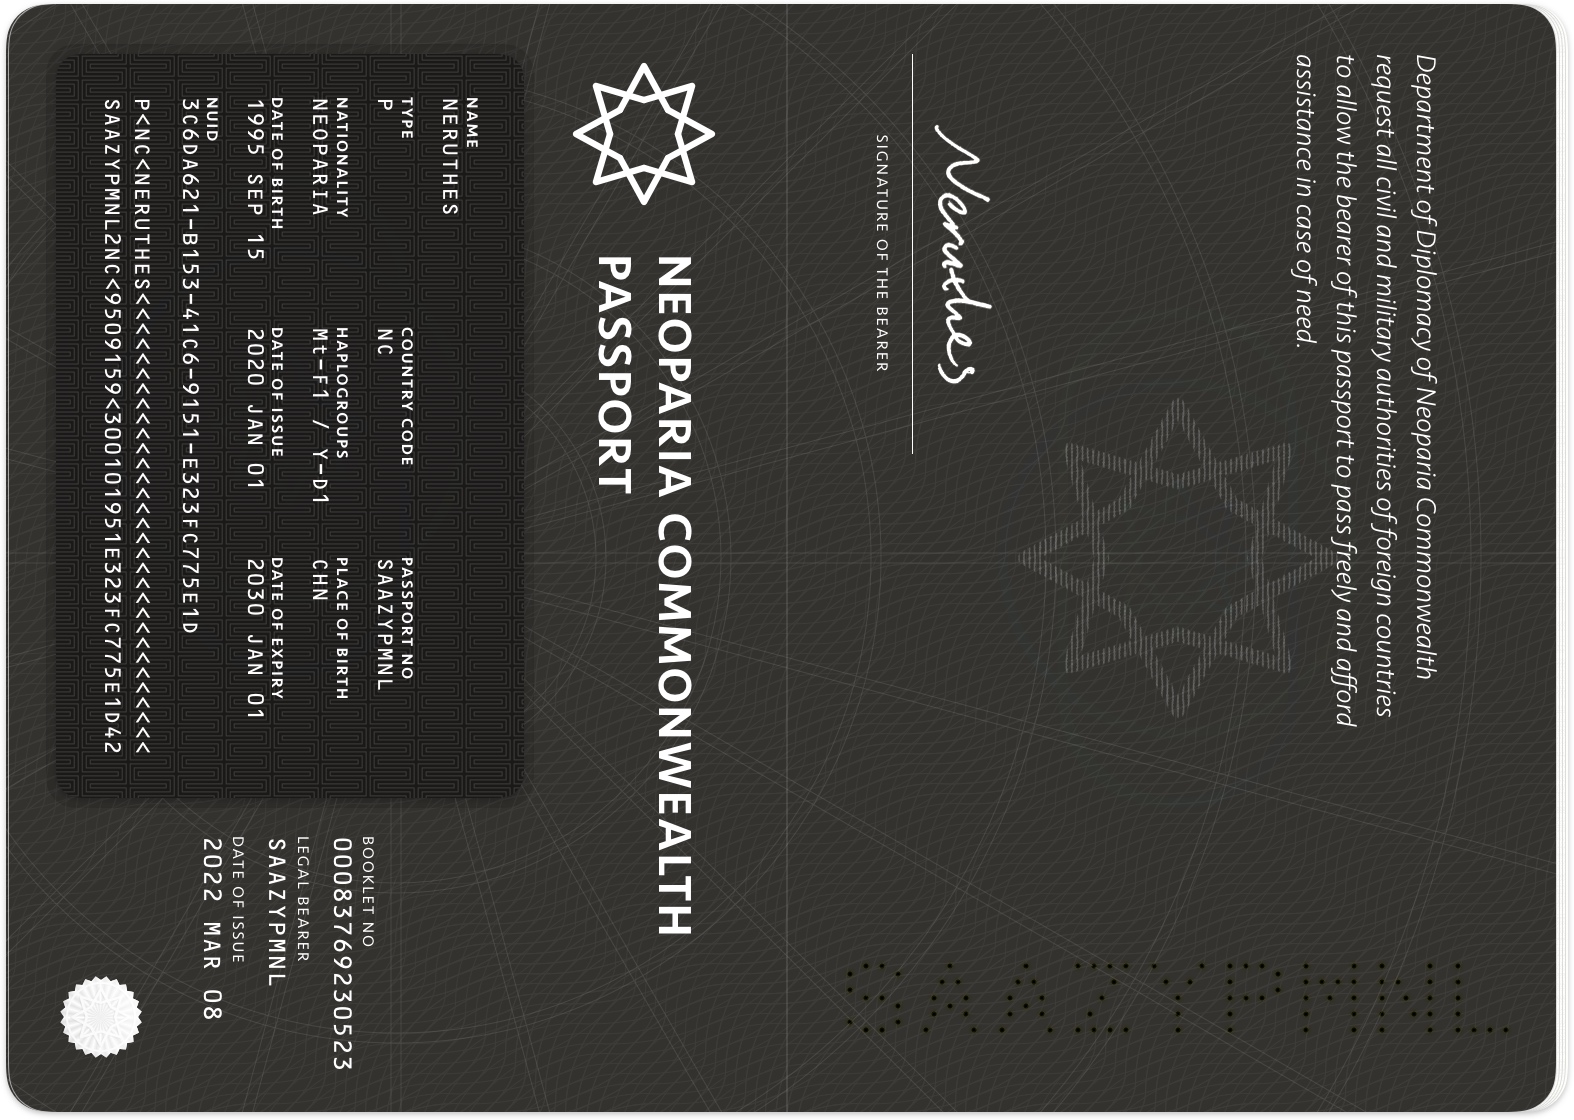 Department of Diplomacy of Neoparia Commonwealth
request all civil and military authorities of foreign countries
to allow the bearer of this passport to pass freely and afford
assistance in case of need.
Neruthes
SIGNATURE OF THE BEARER
SAAZYPMNL
NEOPARIA COMMONWEALTH
PASSPORT
NAME
NERUTHES
TYPE COUNTRY CODE PASSPORT NO
P NC SAAZYPMNL
NATIONALITY HAPLOGROUPS PLACE OF BIRTH
NEOPARIA Mt-F1 / Y-D1 CHN
DATE OF BIRTH DATE OF ISSUE DATE OF EXPIRY
1995 SEP 15 2020 JAN 01 2030 JAN 01
NUID
3C6DA621-B153-41C6-9151-E323FC775E1D
P<NC<NERUTHES<<<<<<<<<<<<<<<<<<<<<<<<<<<<<<<
SAAZYPMNL2NC<9509159<300101951E323FC775E1D42
BOOKLET NO
0008376923052​3
LEGAL BEARER
SAAZYPMNL
DATE OF ISSUE
2022 MAR 08